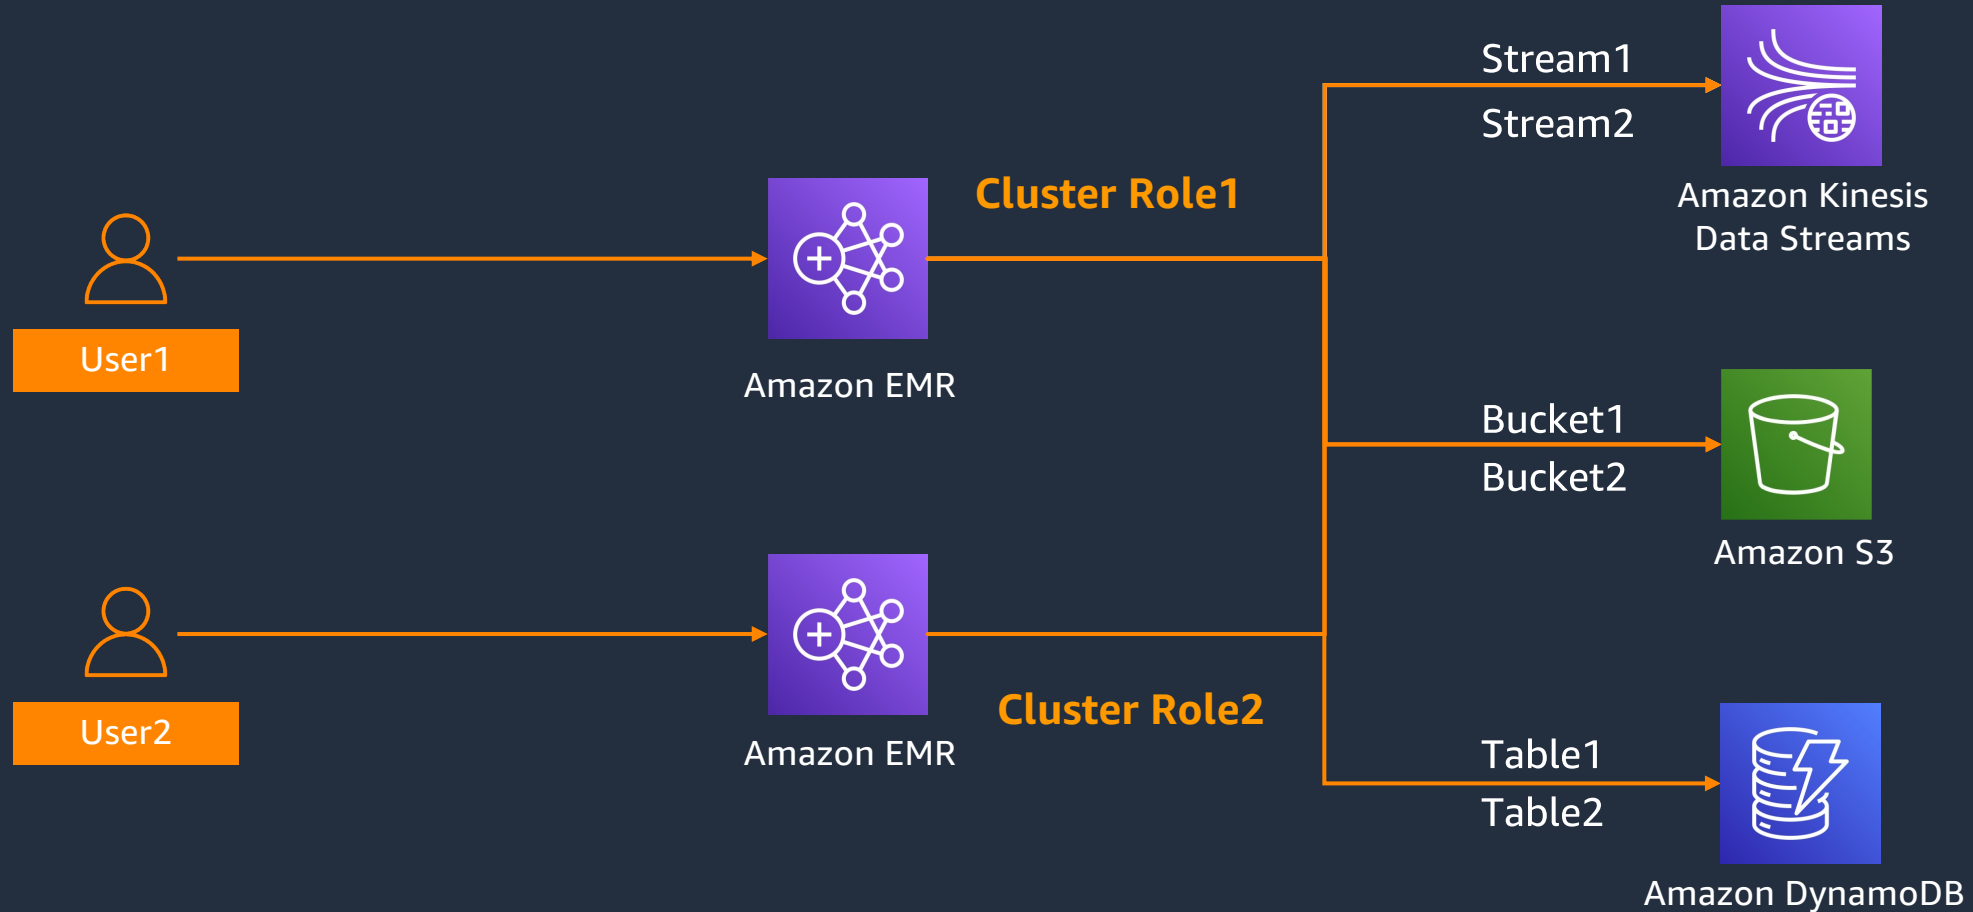 Stream1
Stream2
Amazon Kinesis
Data Streams
Cluster Role1
User1
Amazon EMR
Bucket1
Bucket2
Amazon S3
User2
Amazon EMR
Cluster Role2
Table1
Table2
Amazon DynamoDB